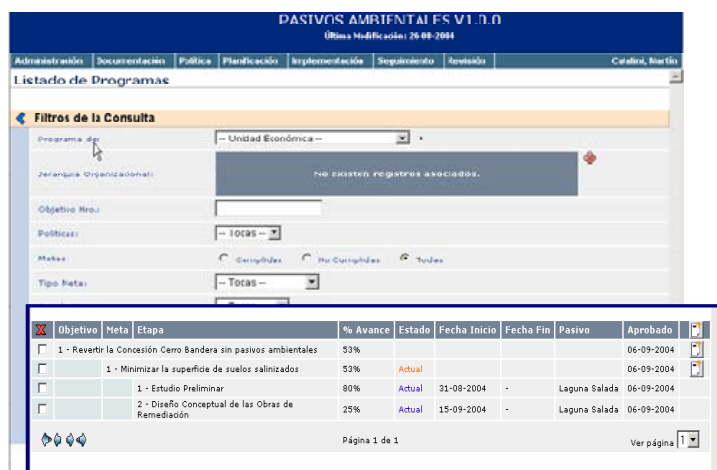 PASIVOS AMBIENTALES V1.0.0
Última Modificación: 26-08-2004
Administración Documentación Política Planificación Implementación Seguimiento Revisión Catalini, Martín
Listado de Programas
Filtros de la Consulta
Programa de: -- Unidad Económica --
Jerarquía Organizacional: No existen registros asociados.
Objetivo Nro.:
Políticas: -- Todas --
Metas: Cumplidas No Cumplidas Todas
Tipo Meta: -- Todas --
Objetivo Meta Etapa % Avance Estado Fecha Inicio Fecha Fin Pasivo Aprobado
1 - Revertir la Concesión Cerro Bandera sin pasivos ambientales 53% 06-09-2004
1 - Minimizar la superficie de suelos salinizados 53% Actual 06-09-2004
1 - Estudio Preliminar 80% Actual 31-08-2004 - Laguna Salada 06-09-2004
2 - Diseño Conceptual de las Obras de
Remediación 25% Actual 15-09-2004 - Laguna Salada 06-09-2004
Página 1 de 1 Ver página 1